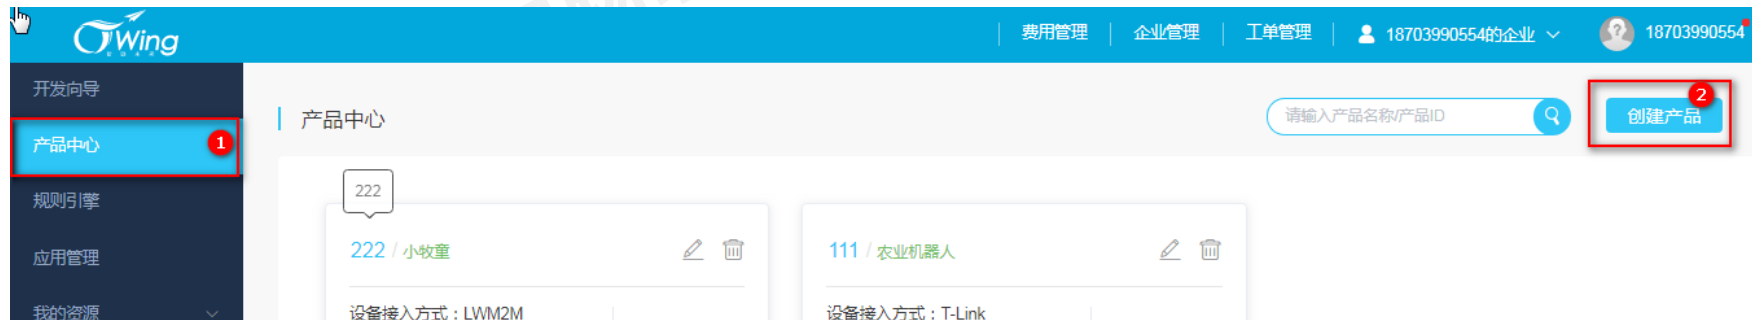 Wing 费用管理 企业管理 工单管理 18703990554的企业 18703990554
开发向导
产品中心 1
产品中心 请输入产品名称/产品ID 创建产品 2
规则引擎
222
应用管理
222 / 小牧童 111 / 农业机器人
我的资源
设备接入方式：LWM2M 设备接入方式：T-Link